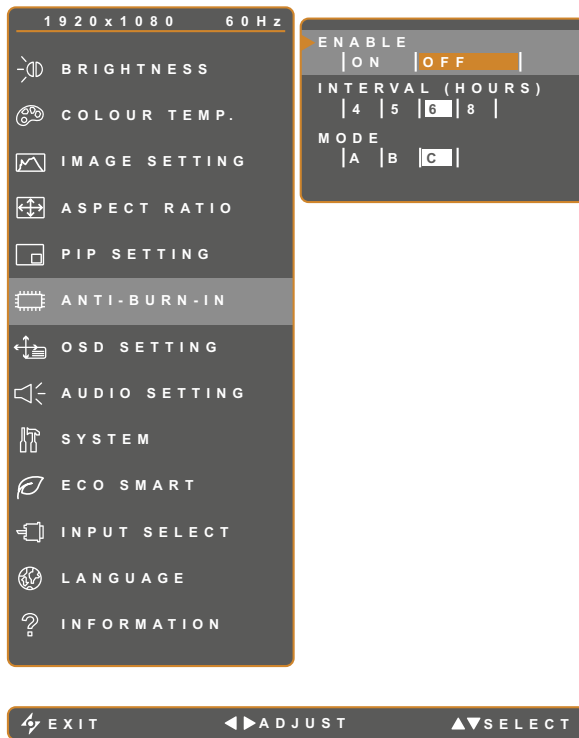 1920x1080 60Hz
BRIGHTNESS
COLOUR TEMP.
IMAGE SETTING
ASPECT RATIO
PIP SETTING
ANTI-BURN-IN
OSD SETTING
AUDIO SETTING
SYSTEM
ECO SMART
INPUT SELECT
LANGUAGE
INFORMATION
ENABLE
ON OFF
INTERVAL (HOURS)
4 5 6 8
MODE
A B C
EXIT ADJUST SELECT